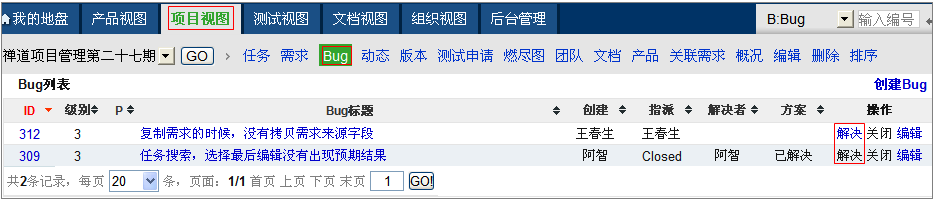 我的地盘 产品视图 项目视图 测试视图 文档视图 组织视图 后台管理 B:Bug 输入编号
禅道项目管理第二十七期 GO › 任务 需求 Bug 动态 版本 测试申请 燃尽图 团队 文档 产品 关联需求 概况 编辑 删除 排序
Bug列表 创建Bug
ID 级别 P Bug标题 创建 指派 解决者 方案 操作
312 3 复制需求的时候，没有拷贝需求来源字段 王春生 王春生 解决 关闭 编辑
309 3 任务搜索，选择最后编辑没有出现预期结果 阿智 Closed 阿智 已解决 解决 关闭 编辑
共2条记录，每页 20 条，页面：1/1 首页 上页 下页 末页 1 GO!